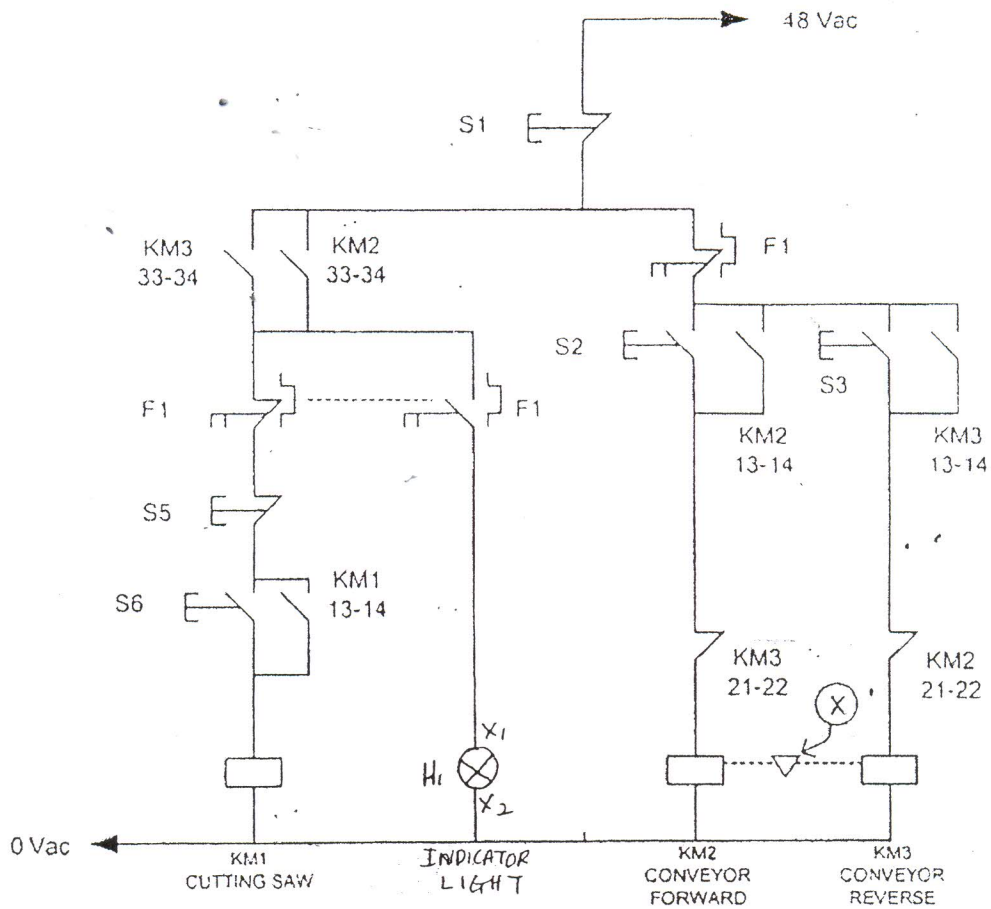 48 Vac
S1
KM3
33-34
KM2
33-34
F1
S2
S3
F1
F1
KM2
13-14
KM3
13-14
S5
S6
KM1
13-14
KM3
21-22
KM2
21-22
X
X1
H1
X2
0 Vac
KM1
CUTTING SAW
INDICATOR
LIGHT
KM2
CONVEYOR
FORWARD
KM3
CONVEYOR
REVERSE